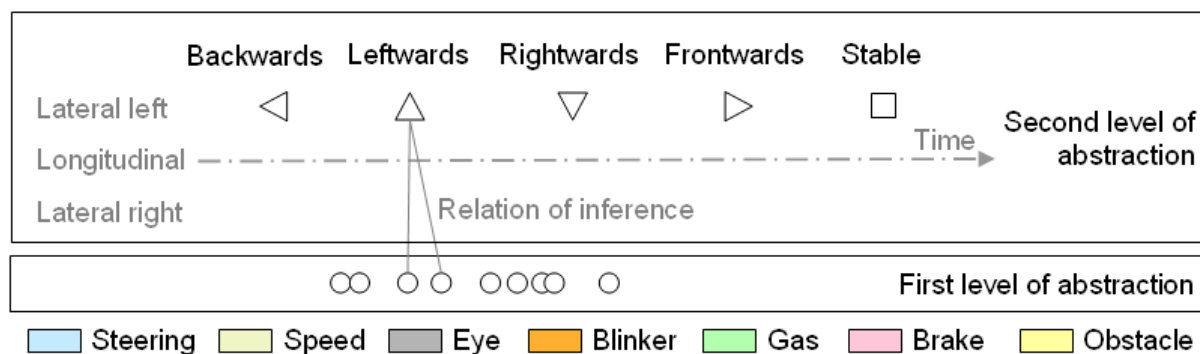 Backwards Leftwards Rightwards Frontwards Stable
Lateral left
Second level of
abstraction
Time
Longitudinal
Lateral right
Relation of inference
First level of abstraction
Steering Speed Eye Blinker Gas Brake Obstacle